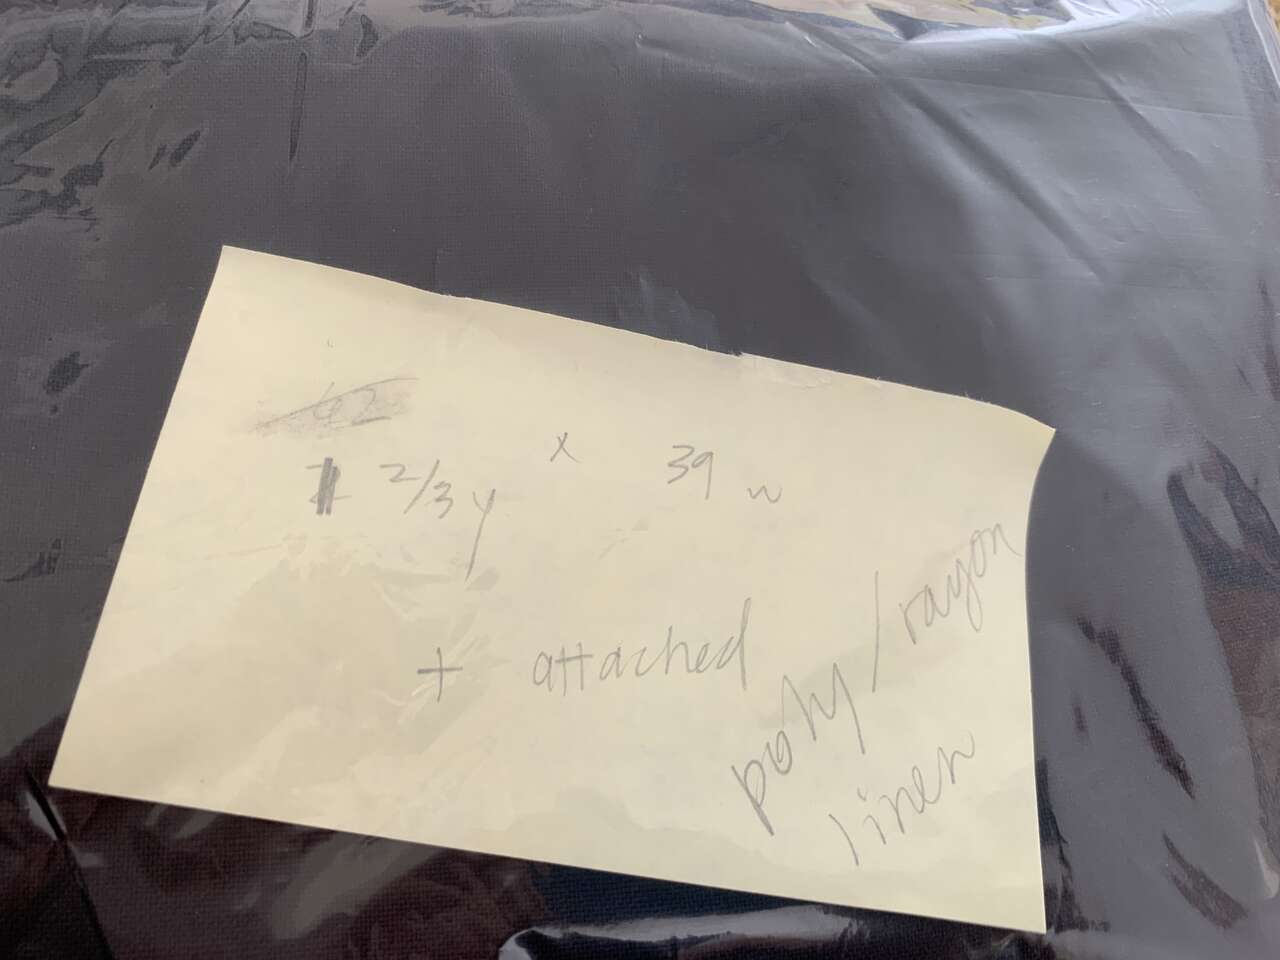 2/3 y x 39 w
+ attached
poly/rayon
linen